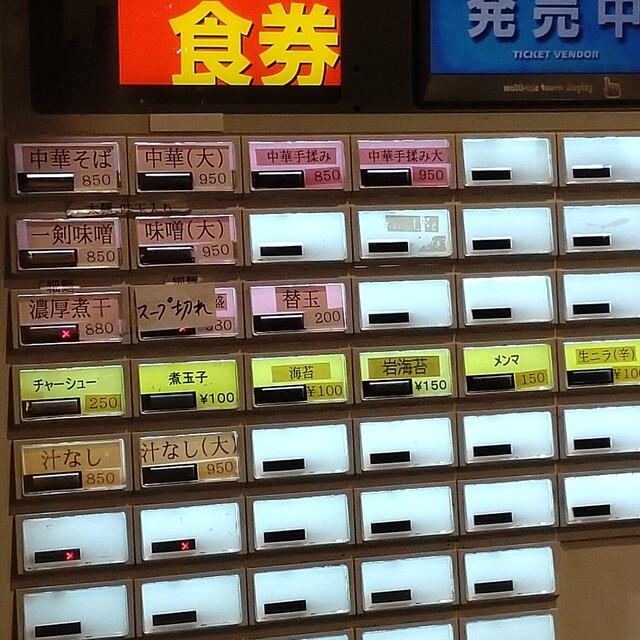 食券
発売中
TICKET VENDOR
中華そば 850
中華(大) 950
中華手揉み 850
中華手揉み大 950
一剣味噌 850
味噌(大) 950
濃厚煮干 880
スープ切れ
替玉 200
チャーシュー 250
煮玉子 ¥100
海苔 ¥100
岩海苔 ¥150
メンマ 150
生ニラ(辛)
汁なし 850
汁なし(大) 950